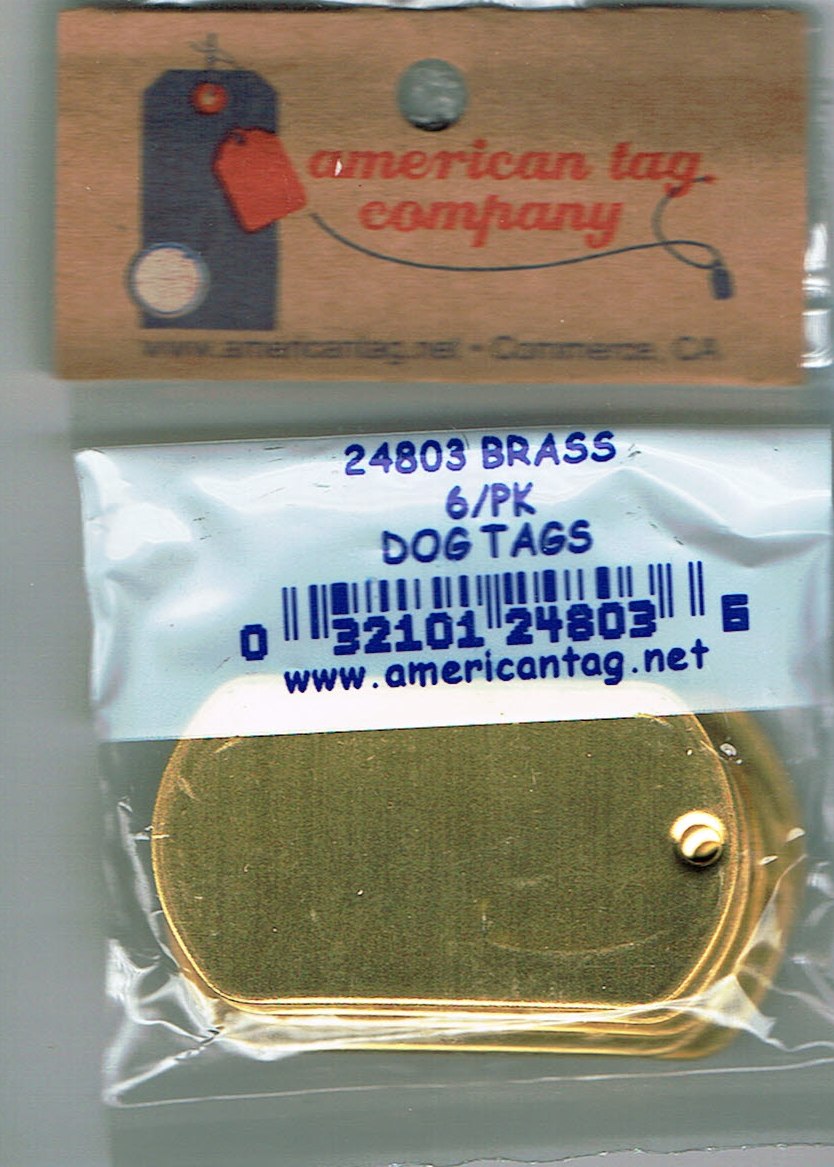 american tag
company
www.americantag.net • Commerce, CA
24803 BRASS
6/PK
DOG TAGS
0 32101 24803 6
www.americantag.net